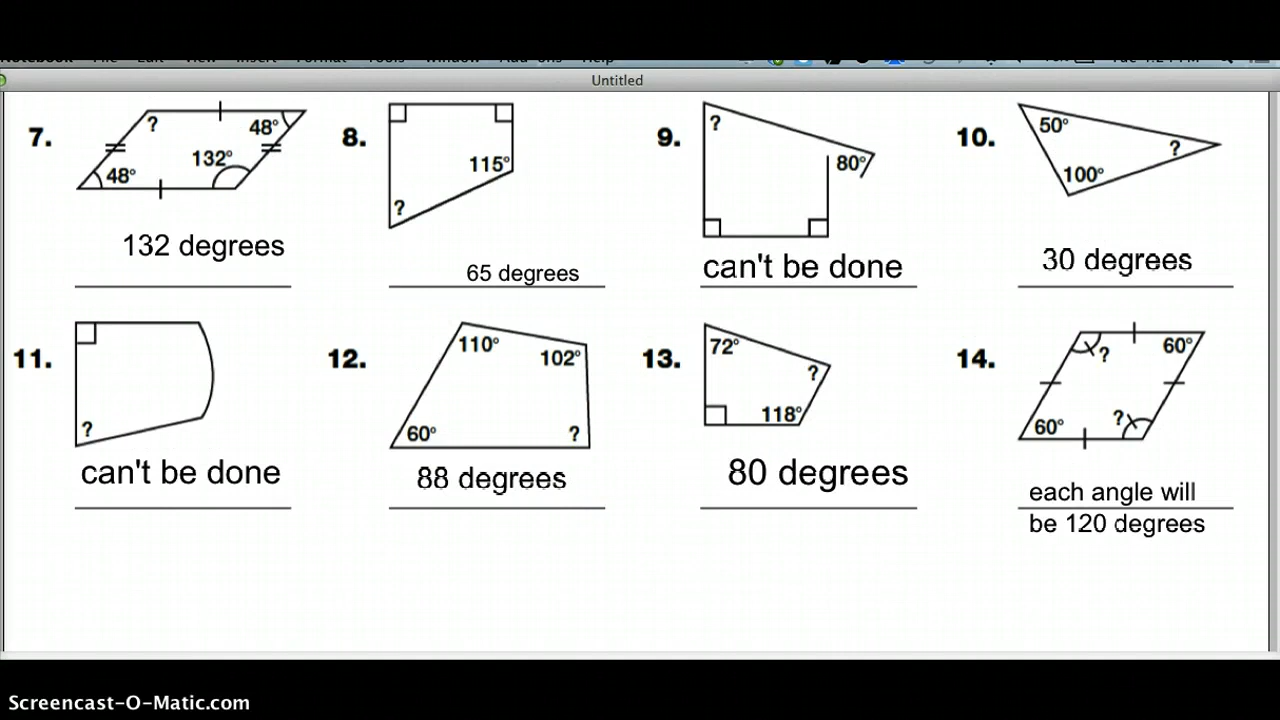 Untitled
7. ? 48° 48° 132°
132 degrees
8. 115° ?
65 degrees
9. ? 80°
can't be done
10. 50° ? 100°
30 degrees
11. ?
can't be done
12. 110° 102° 60° ?
88 degrees
13. 72° ? 118°
80 degrees
14. ? 60° 60° ?
each angle will
be 120 degrees
Screencast-O-Matic.com